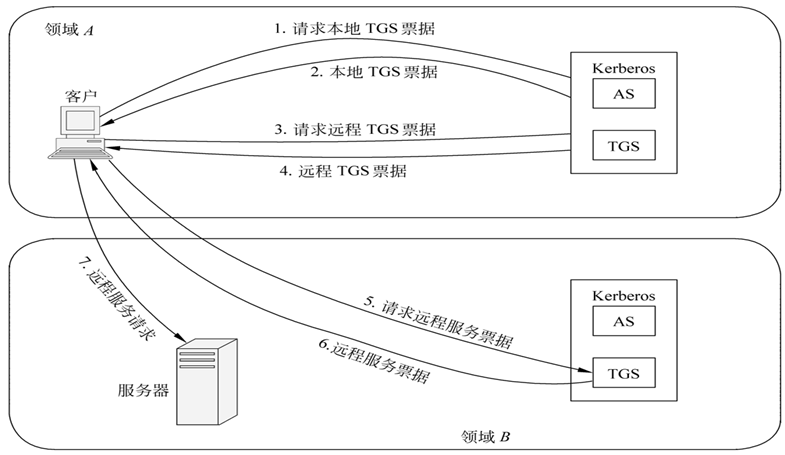 领域 A
1. 请求本地 TGS 票据
2. 本地 TGS 票据
Kerberos
AS
客户
3. 请求远程 TGS 票据
TGS
4. 远程 TGS 票据
7. 远程服务请求
5. 请求远程服务票据
6.远程服务票据
Kerberos
AS
TGS
服务器
领域 B